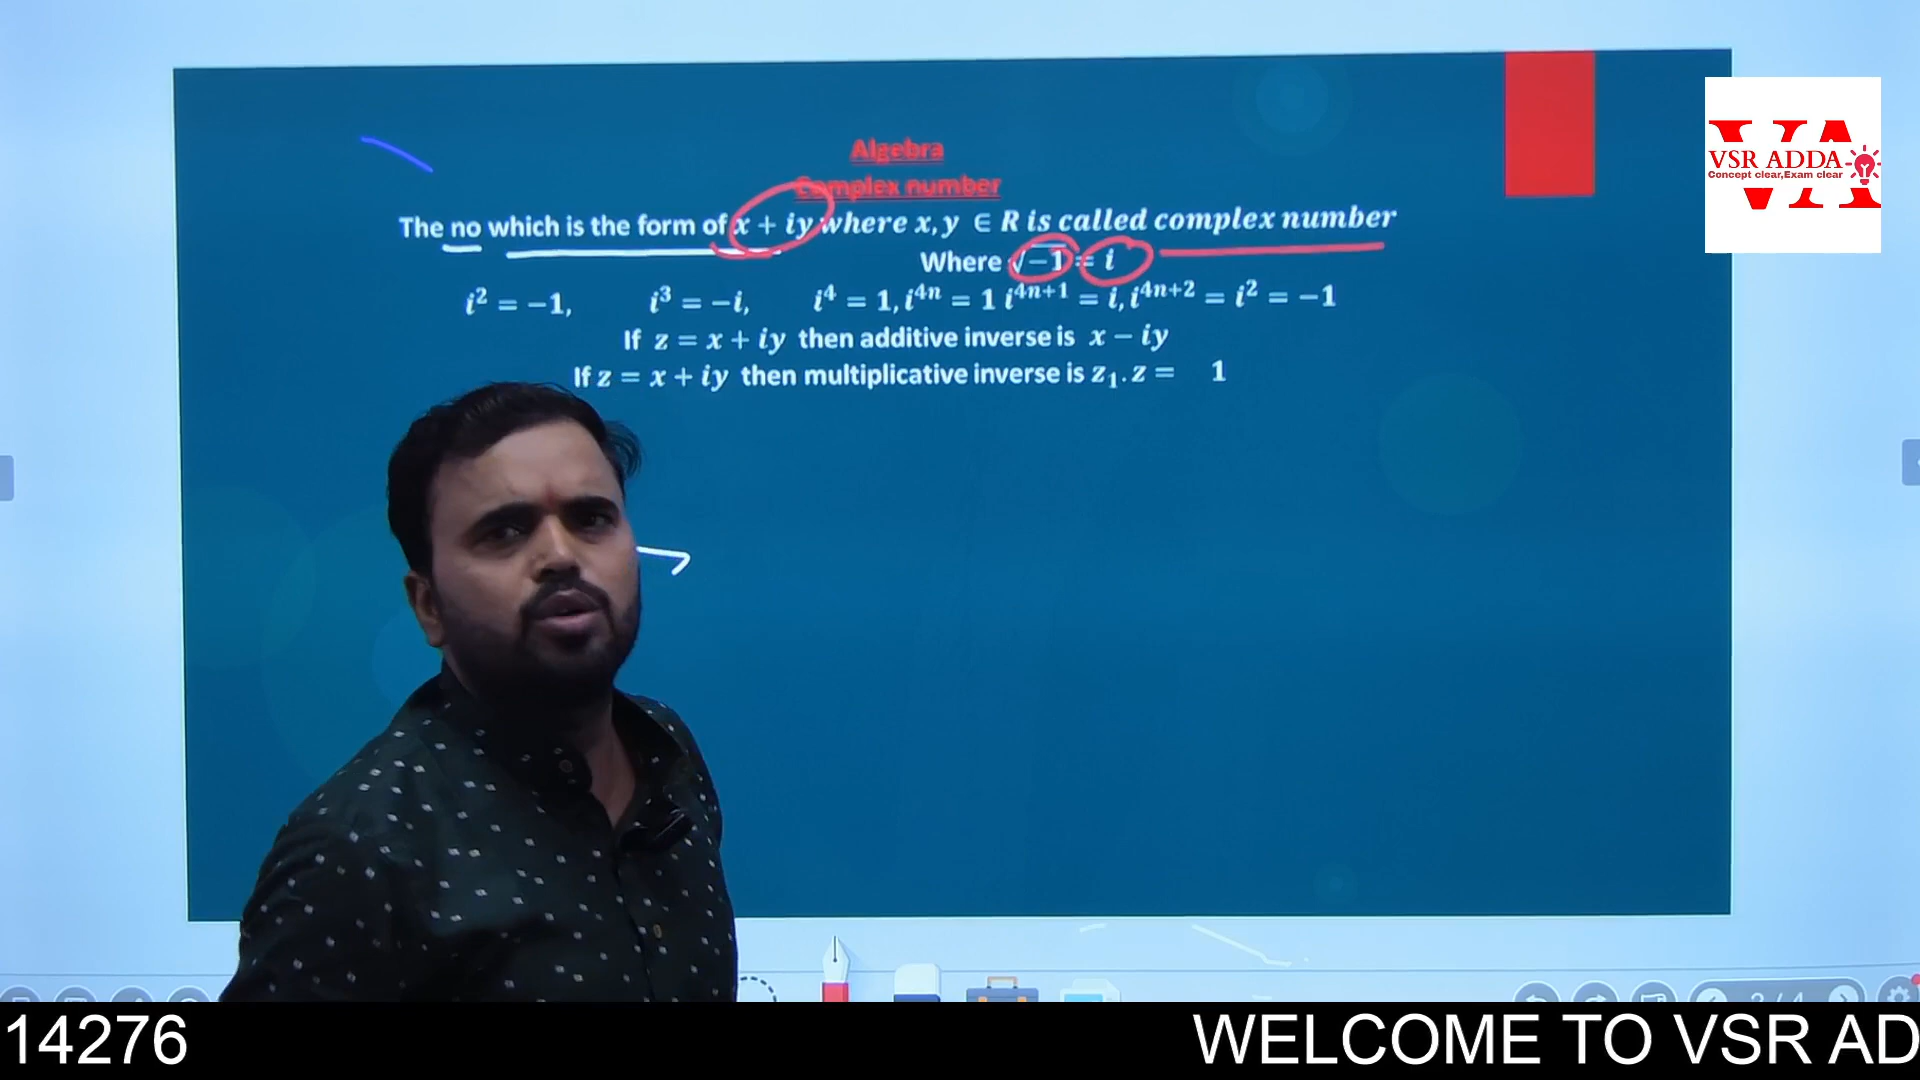 Algebra
Complex number
The no which is the form of x + iy where x, y ∈ R is called complex number
Where √−1 = i
i² = −1, i³ = −i, i⁴ = 1, i⁴ⁿ = 1 i⁴ⁿ⁺¹ = i, i⁴ⁿ⁺² = i² = −1
If z = x + iy then additive inverse is x − iy
If z = x + iy then multiplicative inverse is z₁. z = 1
VA
VSR ADDA
Concept clear,Exam clear
14276
WELCOME TO VSR AD